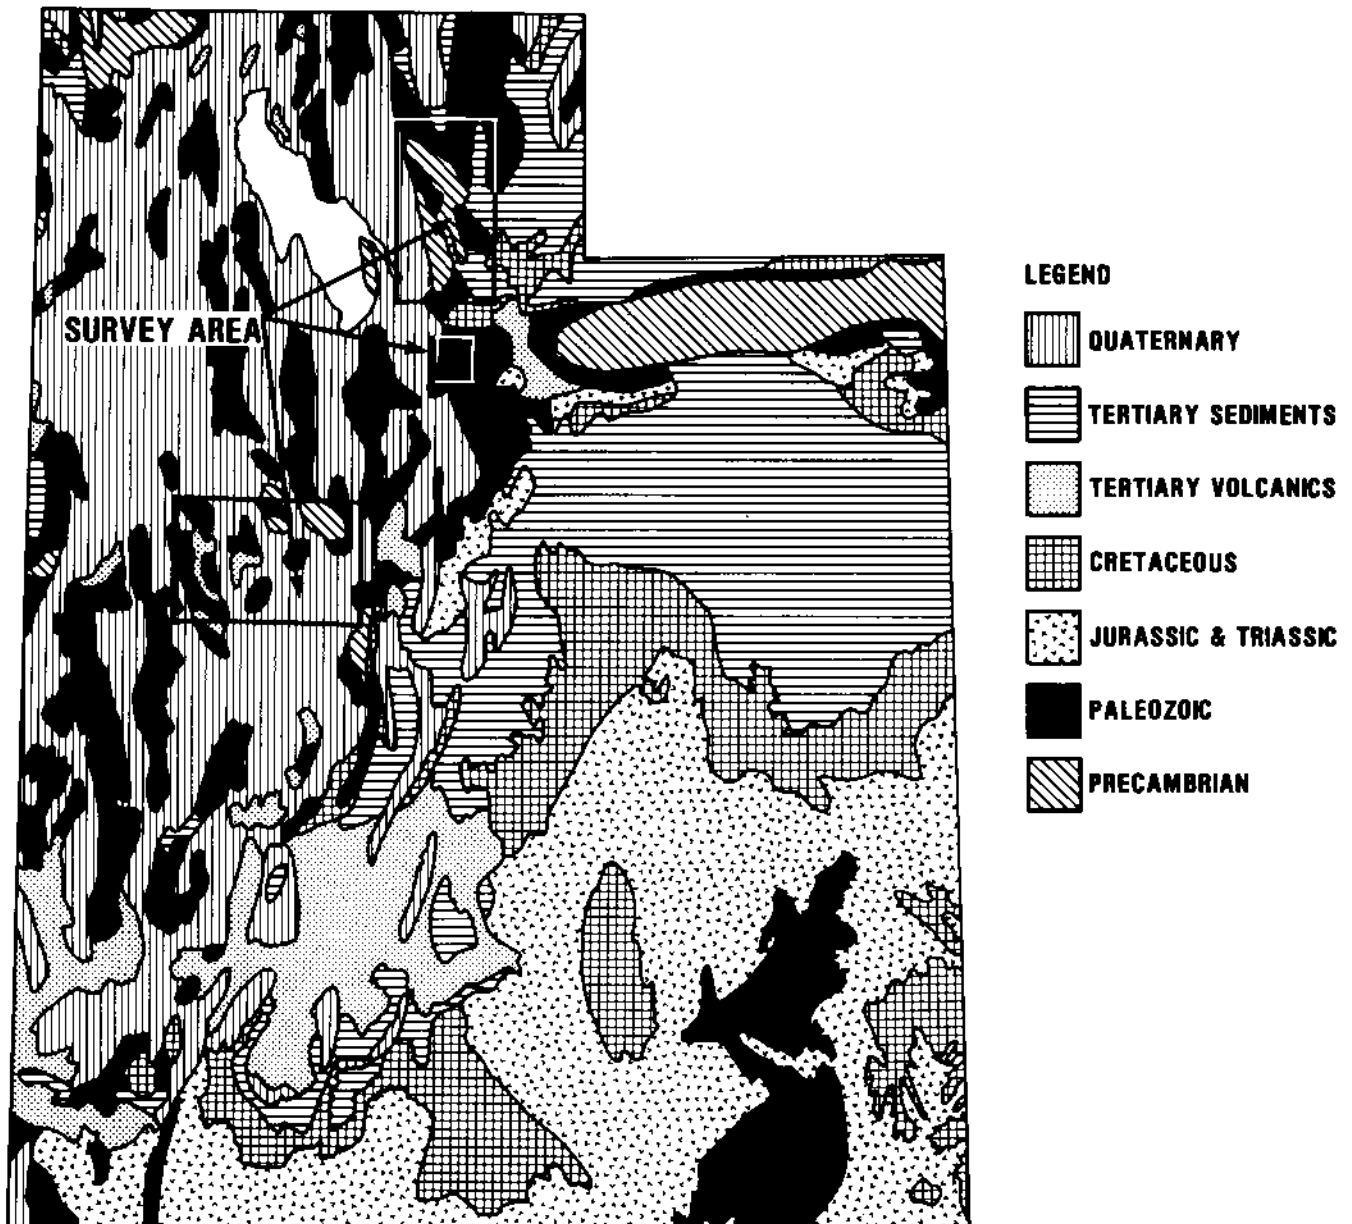 SURVEY AREA
LEGEND
QUATERNARY
TERTIARY SEDIMENTS
TERTIARY VOLCANICS
CRETACEOUS
JURASSIC & TRIASSIC
PALEOZOIC
PRECAMBRIAN